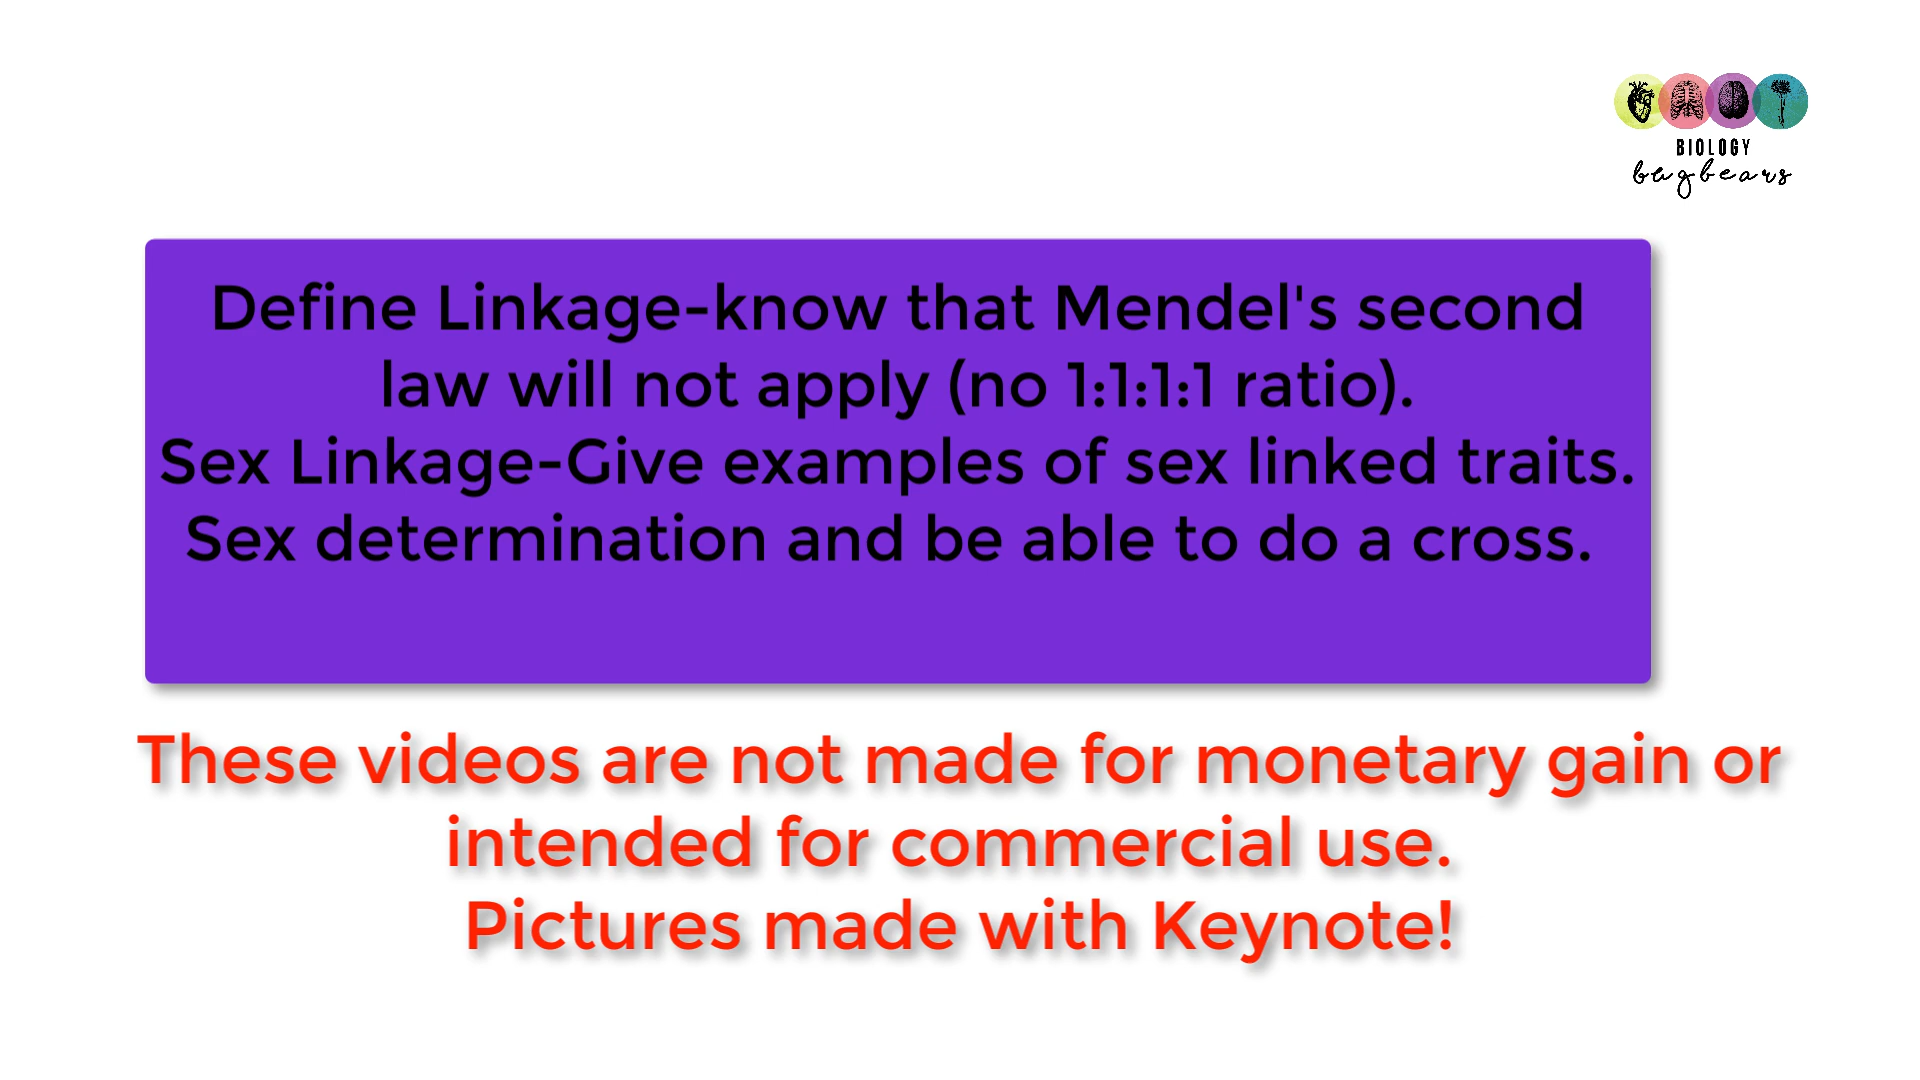 BIOLOGY
bugbears
Define Linkage-know that Mendel's second
law will not apply (no 1:1:1:1 ratio).
Sex Linkage-Give examples of sex linked traits.
Sex determination and be able to do a cross.
These videos are not made for monetary gain or
intended for commercial use.
Pictures made with Keynote!